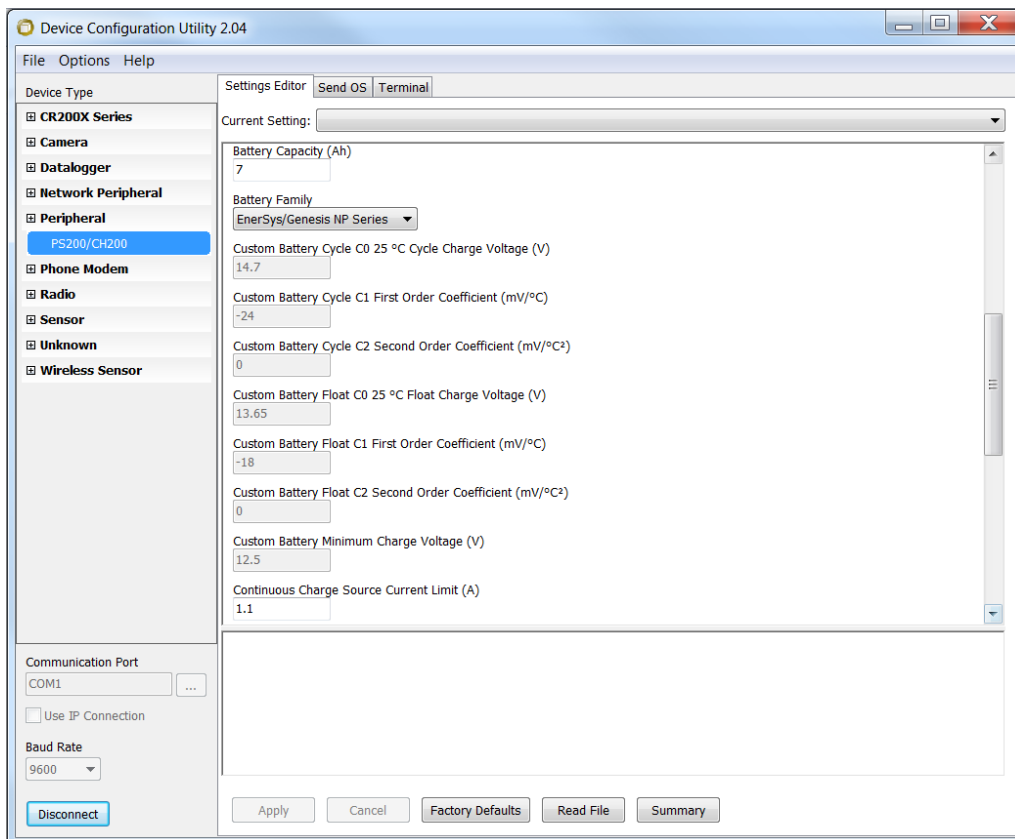 Device Configuration Utility 2.04
File Options Help
Device Type
CR200X Series
Camera
Datalogger
Network Peripheral
Peripheral
PS200/CH200
Phone Modem
Radio
Sensor
Unknown
Wireless Sensor
Communication Port
COM1
...
Use IP Connection
Baud Rate
9600
Disconnect
Settings Editor Send OS Terminal
Current Setting:
Battery Capacity (Ah)
7
Battery Family
EnerSys/Genesis NP Series
Custom Battery Cycle C0 25 ºC Cycle Charge Voltage (V)
14.7
Custom Battery Cycle C1 First Order Coefficient (mV/ºC)
-24
Custom Battery Cycle C2 Second Order Coefficient (mV/ºC²)
0
Custom Battery Float C0 25 ºC Float Charge Voltage (V)
13.65
Custom Battery Float C1 First Order Coefficient (mV/ºC)
-18
Custom Battery Float C2 Second Order Coefficient (mV/ºC²)
0
Custom Battery Minimum Charge Voltage (V)
12.5
Continuous Charge Source Current Limit (A)
1.1
Apply Cancel Factory Defaults Read File Summary